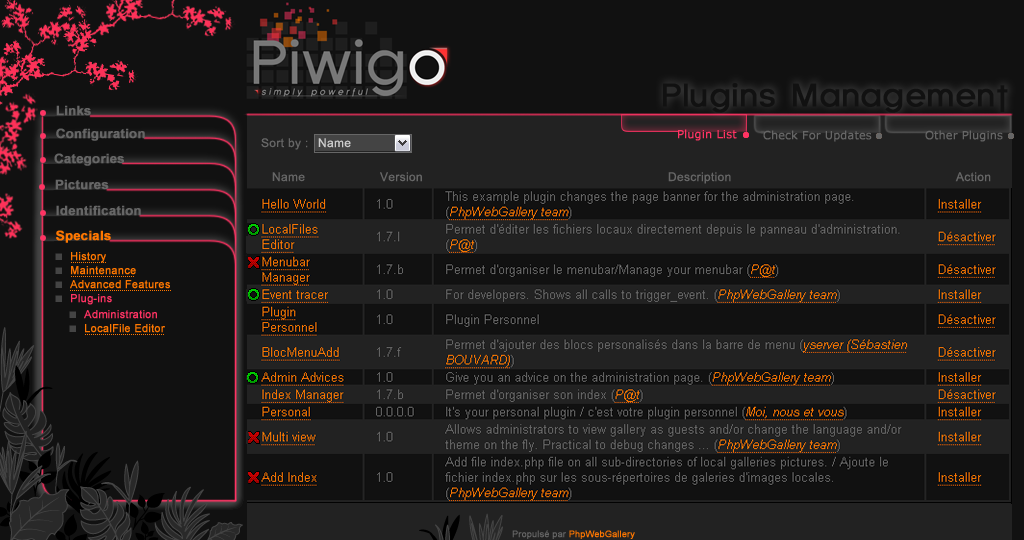 Piwigo
simply powerful
Plugins Management
Links
Configuration
Categories
Pictures
Identification
Specials
History
Maintenance
Advanced Features
Plug-ins
Administration
LocalFile Editor
Plugin List
Check For Updates
Other Plugins
Sort by : Name
Name Version Description Action
Hello World 1.0 This example plugin changes the page banner for the administration page.
(PhpWebGallery team) Installer
LocalFiles
Editor 1.7.l Permet d'éditer les fichiers locaux directement depuis le panneau d'administration.
(P@t) Désactiver
Menubar
Manager 1.7.b Permet d'organiser le menubar/Manage your menubar (P@t) Désactiver
Event tracer 1.0 For developers. Shows all calls to trigger_event. (PhpWebGallery team) Installer
Plugin
Personnel 1.0 Plugin Personnel Désactiver
BlocMenuAdd 1.7.f Permet d'ajouter des blocs personalisés dans la barre de menu (yserver (Sébastien
BOUVARD)) Désactiver
Admin Advices 1.0 Give you an advice on the administration page. (PhpWebGallery team) Installer
Index Manager 1.7.b Permet d'organiser son index (P@t) Désactiver
Personal 0.0.0.0 It's your personal plugin / c'est votre plugin personnel (Moi, nous et vous) Installer
Multi view 1.0 Allows administrators to view gallery as guests and/or change the language and/or
theme on the fly. Practical to debug changes ... (PhpWebGallery team) Installer
Add Index 1.0 Add file index.php file on all sub-directories of local galleries pictures. / Ajoute le
fichier index.php sur les sous-répertoires de galeries d'images locales.
(PhpWebGallery team) Installer
Propulsé par PhpWebGallery